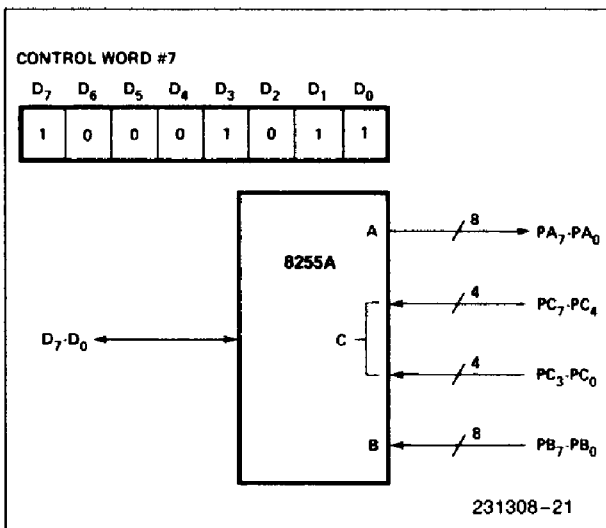 CONTROL WORD #7
D7 D6 D5 D4 D3 D2 D1 D0
1 0 0 0 1 0 1 1
A 8 PA7-PA0
8255A
4 PC7-PC4
D7-D0 C
4 PC3-PC0
B 8 PB7-PB0
231308-21